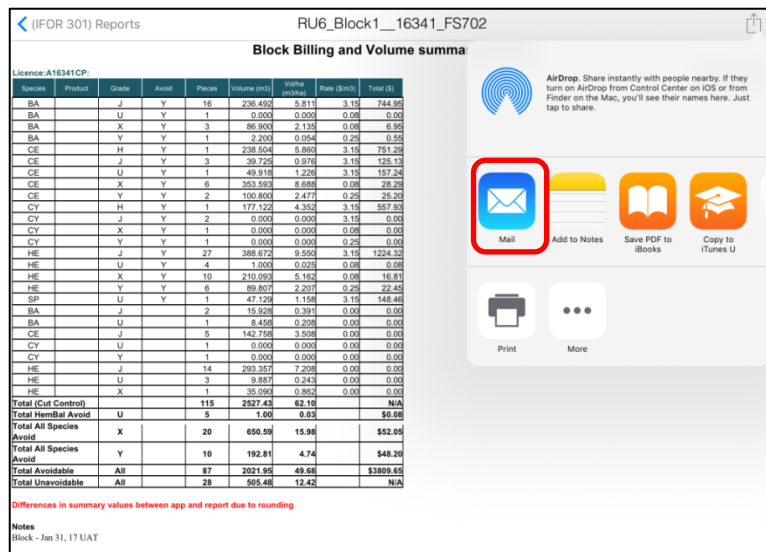 (IFOR 301) Reports
RU6_Block1__16341_FS702
Block Billing and Volume summa
Licence:A16341CP:
Species Product Grade Avoid Pieces Volume (m3) Vol/ha (m3/ha) Rate ($/m3) Total ($)
BA J Y 16 236.492 5.811 3.15 744.95
BA U Y 1 0.000 0.000 0.08 0.00
BA X Y 3 86.900 2.135 0.08 6.95
BA Y Y 1 2.200 0.054 0.25 0.55
CE H Y 1 238.504 5.860 3.15 751.29
CE J Y 3 39.725 0.976 3.15 125.13
CE U Y 1 49.918 1.226 3.15 157.24
CE X Y 6 353.593 8.688 0.08 28.29
CE Y Y 2 100.800 2.477 0.25 25.20
CY H Y 1 177.122 4.352 3.15 557.93
CY J Y 2 0.000 0.000 3.15 0.00
CY X Y 1 0.000 0.000 0.08 0.00
CY Y Y 1 0.000 0.000 0.25 0.00
HE J Y 27 388.672 9.550 3.15 1224.32
HE U Y 4 1.000 0.025 0.08 0.08
HE X Y 10 210.093 5.162 0.08 16.81
HE Y Y 6 89.807 2.207 0.25 22.45
SP U Y 1 47.129 1.158 3.15 148.46
BA J 2 15.928 0.391 0.00 0.00
BA U 1 8.458 0.208 0.00 0.00
CE J 5 142.758 3.508 0.00 0.00
CY U 1 0.000 0.000 0.00 0.00
CY Y 1 0.000 0.000 0.00 0.00
HE J 14 293.357 7.208 0.00 0.00
HE U 3 9.887 0.243 0.00 0.00
HE X 1 35.090 0.862 0.00 0.00
Total (Cut Control) 115 2527.43 62.10 N/A
Total HemBal Avoid U 5 1.00 0.03 $0.08
Total All Species Avoid X 20 650.59 15.98 $52.05
Total All Species Avoid Y 10 192.81 4.74 $48.20
Total Avoidable All 87 2021.95 49.68 $3809.65
Total Unavoidable All 28 505.48 12.42 N/A
Differences in summary values between app and report due to rounding
Notes
Block - Jan 31, 17 UAT
AirDrop. Share instantly with people nearby. If they
turn on AirDrop from Control Center on iOS or from
Finder on the Mac, you'll see their names here. Just
tap to share.
Mail
Add to Notes
Save PDF to
iBooks
Copy to
iTunes U
Print
More